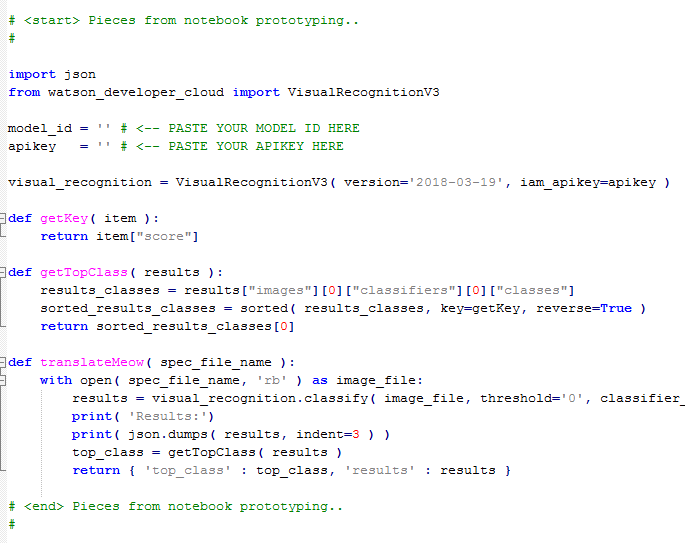 # <start> Pieces from notebook prototyping..
#
import json
from watson_developer_cloud import VisualRecognitionV3
model_id = '' # <-- PASTE YOUR MODEL ID HERE
apikey   = '' # <-- PASTE YOUR APIKEY HERE
visual_recognition = VisualRecognitionV3( version='2018-03-19', iam_apikey=apikey )
def getKey( item ):
    return item["score"]
def getTopClass( results ):
    results_classes = results["images"][0]["classifiers"][0]["classes"]
    sorted_results_classes = sorted( results_classes, key=getKey, reverse=True )
    return sorted_results_classes[0]
def translateMeow( spec_file_name ):
    with open( spec_file_name, 'rb' ) as image_file:
        results = visual_recognition.classify( image_file, threshold='0', classifier_
        print( 'Results:')
        print( json.dumps( results, indent=3 ) )
        top_class = getTopClass( results )
        return { 'top_class' : top_class, 'results' : results }
# <end> Pieces from notebook prototyping..
#